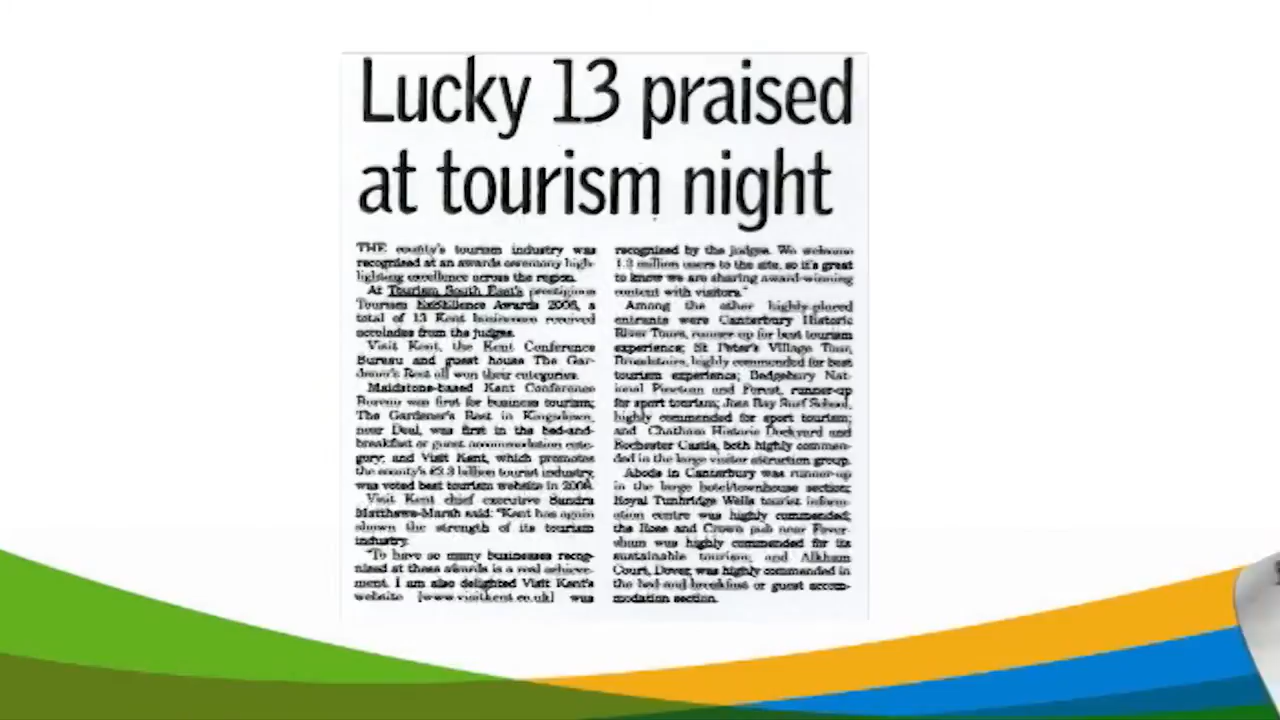 Lucky 13 praised
at tourism night
THE county's tourism industry was
recognised at an awards ceremony high-
lighting excellence across the region.
At Tourism South East's prestigious
Tourism ExSEllence Awards 2008, a
total of 13 Kent businesses received
accolades from the judges.
Visit Kent, the Kent Conference
Bureau and guest house The Gar-
dener's Rest all won their categories.
Maidstone-based Kent Conference
Bureau was first for business tourism;
The Gardener's Rest in Kingsdown,
near Deal, was first in the bed-and-
breakfast or guest accommodation cate-
gory; and Visit Kent, which promotes
the county's billion tourist industry,
was voted best tourism website in
Visit Kent chief executive Sandra
Matthews-Marsh said: "Kent has again
shown the strength of its tourism
industry.
"To have so many businesses recog-
nised at these awards is a real achieve-
ment. I am also delighted Visit Kent's
website [www.visitkent.co.uk] was
recognised by the judges. We welcome
1.3 million users to the site, so it's great
to know we are sharing award-winning
content with visitors."
Among the other highly-placed
entrants were Canterbury Historic
River Tours, runner-up for best tourism
experience; St Peter's Village Tour,
Broadstairs, highly commended for best
tourism experience; Bedgebury Nat-
ional Pinetum and Forest, runner-up
for sport tourism; Joss Bay Surf School,
highly commended for sport tourism;
and Chatham Historic Dockyard and
Rochester Castle, both highly commen-
ded in the large visitor attraction group.
Abode in Canterbury was runner-up
in the large hotel/townhouse section;
Royal Tunbridge Wells tourist inform-
ation centre was highly commended;
the Rose and Crown pub near Faver-
sham was highly commended for its
sustainable tourism, and Alkham
Court, Dover, was highly commended in
the bed and breakfast or guest accom-
modation section.